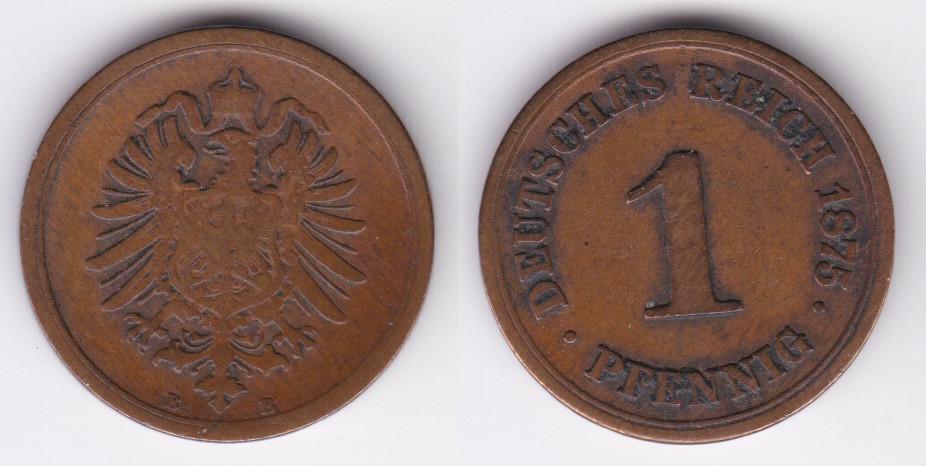 B B
DEUTSCHES REICH 1875
1
· PFENNIG ·